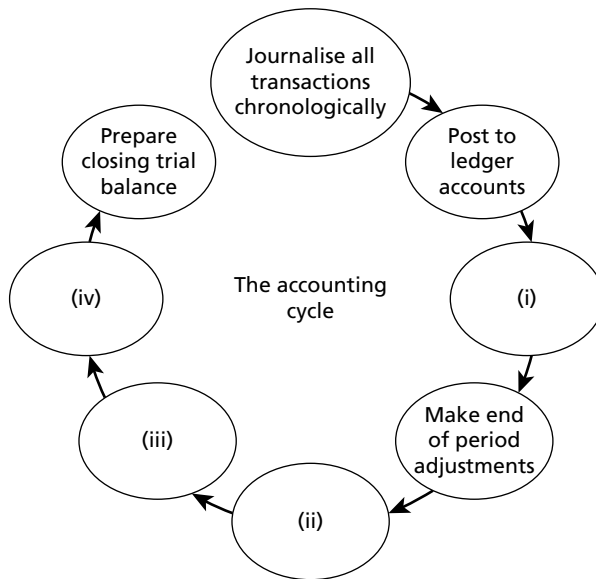 Journalise all
transactions
chronologically
Post to
ledger
accounts
(i)
Make end
of period
adjustments
(ii)
(iii)
(iv)
Prepare
closing trial
balance
The accounting
cycle